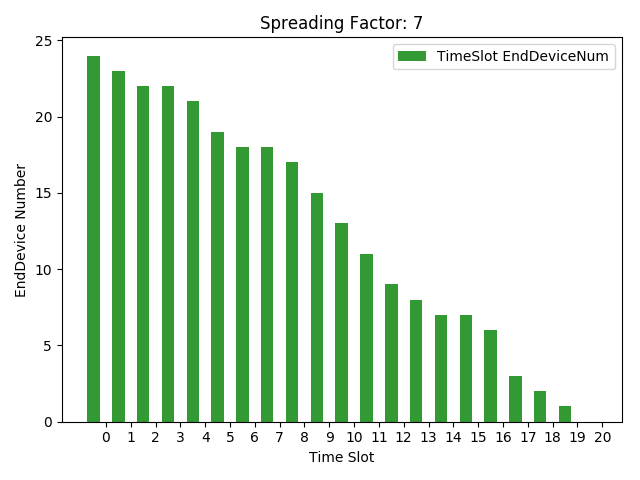 Spreading Factor: 7
TimeSlot EndDeviceNum
EndDevice Number
25
20
15
10
5
0
0 1 2 3 4 5 6 7 8 9 10 11 12 13 14 15 16 17 18 19 20
Time Slot